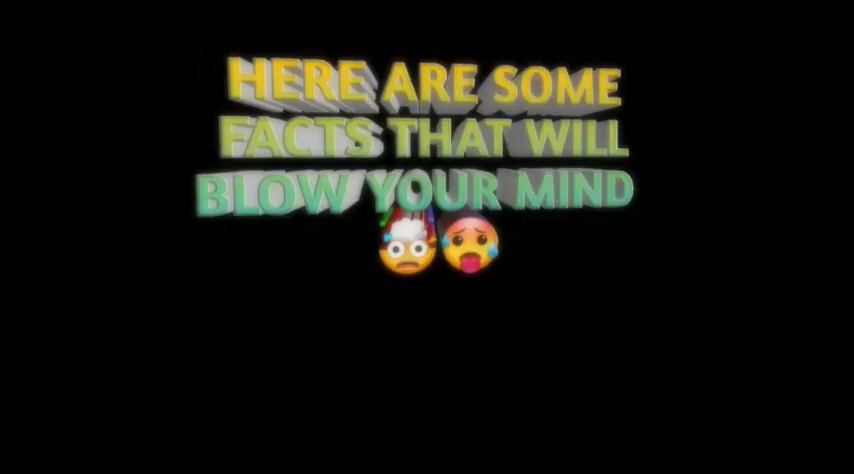 HERE ARE SOME
FACTS THAT WILL
BLOW YOUR MIND
🤯🥵